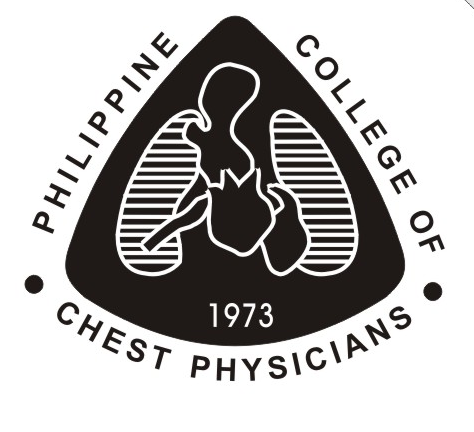 PHILIPPINE
COLLEGE OF
CHEST PHYSICIANS
1973